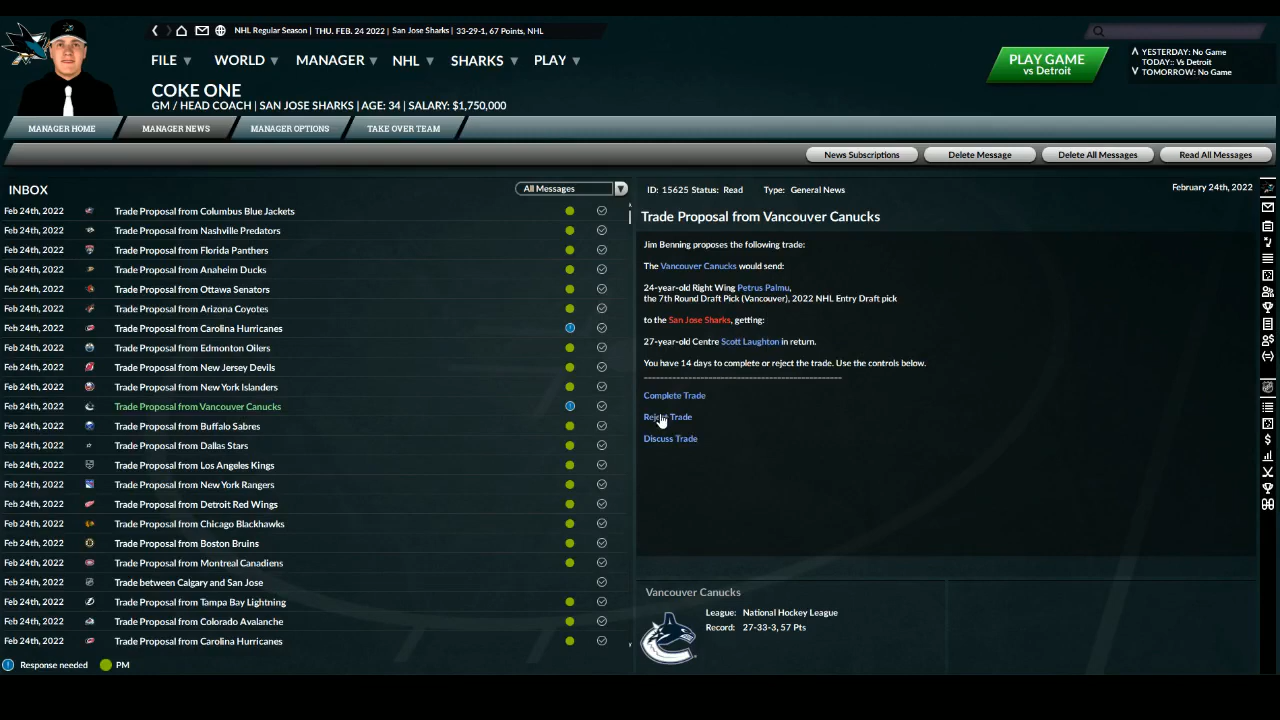 NHL Regular Season | THU. FEB. 24 2022 | San Jose Sharks | 33-29-1, 67 Points, NHL
FILE WORLD MANAGER NHL SHARKS PLAY
PLAY GAME
vs Detroit
YESTERDAY: No Game
TODAY:: Vs Detroit
TOMORROW: No Game
COKE ONE
GM / HEAD COACH | SAN JOSE SHARKS | AGE: 34 | SALARY: $1,750,000
MANAGER HOME MANAGER NEWS MANAGER OPTIONS TAKE OVER TEAM
News Subscriptions Delete Message Delete All Messages Read All Messages
INBOX All Messages
Feb 24th, 2022 Trade Proposal from Columbus Blue Jackets
Feb 24th, 2022 Trade Proposal from Nashville Predators
Feb 24th, 2022 Trade Proposal from Florida Panthers
Feb 24th, 2022 Trade Proposal from Anaheim Ducks
Feb 24th, 2022 Trade Proposal from Ottawa Senators
Feb 24th, 2022 Trade Proposal from Arizona Coyotes
Feb 24th, 2022 Trade Proposal from Carolina Hurricanes
Feb 24th, 2022 Trade Proposal from Edmonton Oilers
Feb 24th, 2022 Trade Proposal from New Jersey Devils
Feb 24th, 2022 Trade Proposal from New York Islanders
Feb 24th, 2022 Trade Proposal from Vancouver Canucks
Feb 24th, 2022 Trade Proposal from Buffalo Sabres
Feb 24th, 2022 Trade Proposal from Dallas Stars
Feb 24th, 2022 Trade Proposal from Los Angeles Kings
Feb 24th, 2022 Trade Proposal from New York Rangers
Feb 24th, 2022 Trade Proposal from Detroit Red Wings
Feb 24th, 2022 Trade Proposal from Chicago Blackhawks
Feb 24th, 2022 Trade Proposal from Boston Bruins
Feb 24th, 2022 Trade Proposal from Montreal Canadiens
Feb 24th, 2022 Trade between Calgary and San Jose
Feb 24th, 2022 Trade Proposal from Tampa Bay Lightning
Feb 24th, 2022 Trade Proposal from Colorado Avalanche
Feb 24th, 2022 Trade Proposal from Carolina Hurricanes
Response needed PM
ID: 15625 Status: Read Type: General News February 24th, 2022
Trade Proposal from Vancouver Canucks
Jim Benning proposes the following trade:
The Vancouver Canucks would send:
24-year-old Right Wing Petrus Palmu,
the 7th Round Draft Pick (Vancouver), 2022 NHL Entry Draft pick
to the San Jose Sharks, getting:
27-year-old Centre Scott Laughton in return.
You have 14 days to complete or reject the trade. Use the controls below.
Complete Trade
Reject Trade
Discuss Trade
Vancouver Canucks
League: National Hockey League
Record: 27-33-3, 57 Pts